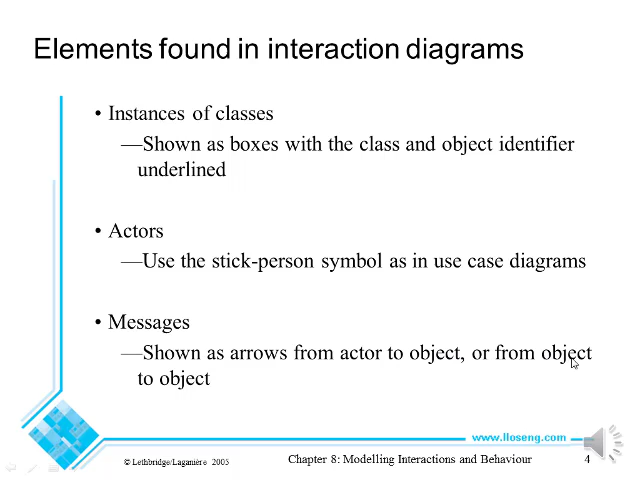 Elements found in interaction diagrams
• Instances of classes
—Shown as boxes with the class and object identifier
underlined
• Actors
—Use the stick-person symbol as in use case diagrams
• Messages
—Shown as arrows from actor to object, or from object
to object
www.lloseng.com
© Lethbridge/Laganière 2005
Chapter 8: Modelling Interactions and Behaviour
4